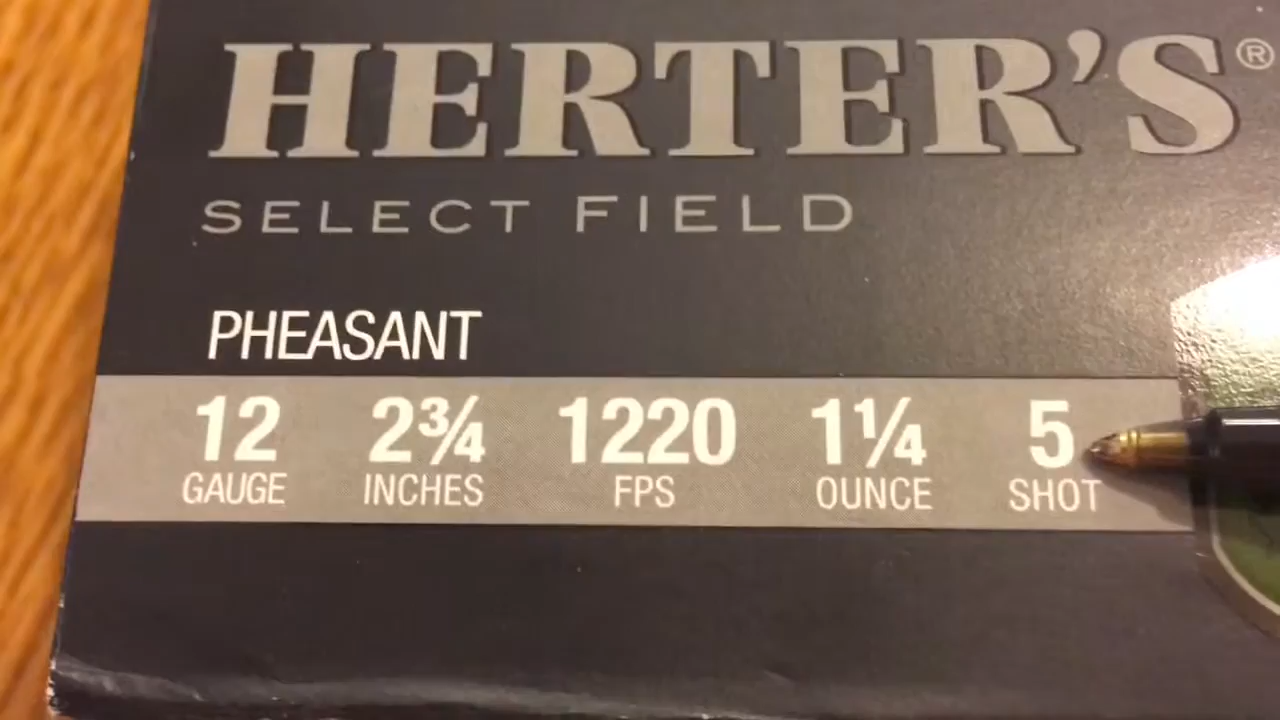 HERTER'S®
SELECT FIELD
PHEASANT
12 2¾ 1220 1¼ 5
GAUGE INCHES FPS OUNCE SHOT